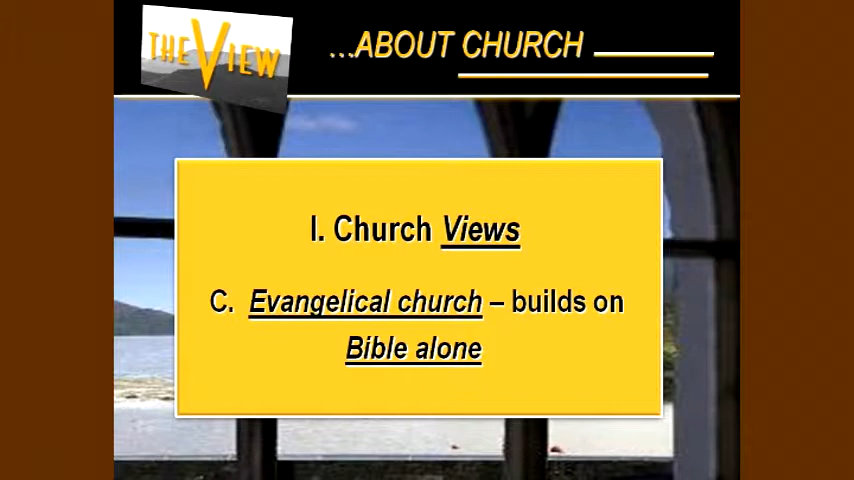 THE VIEW
...ABOUT CHURCH
I. Church Views
C. Evangelical church – builds on
Bible alone